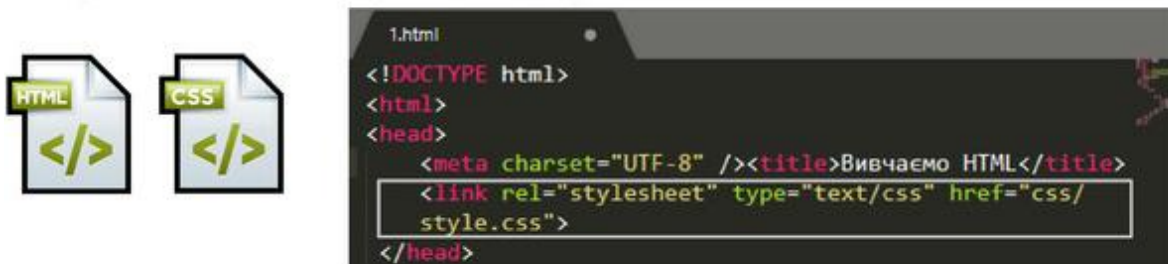 HTML
</>
CSS
</>
1.html
<!DOCTYPE html>
<html>
<head>
<meta charset="UTF-8" /><title>Вивчаємо HTML</title>
<link rel="stylesheet" type="text/css" href="css/
style.css">
</head>